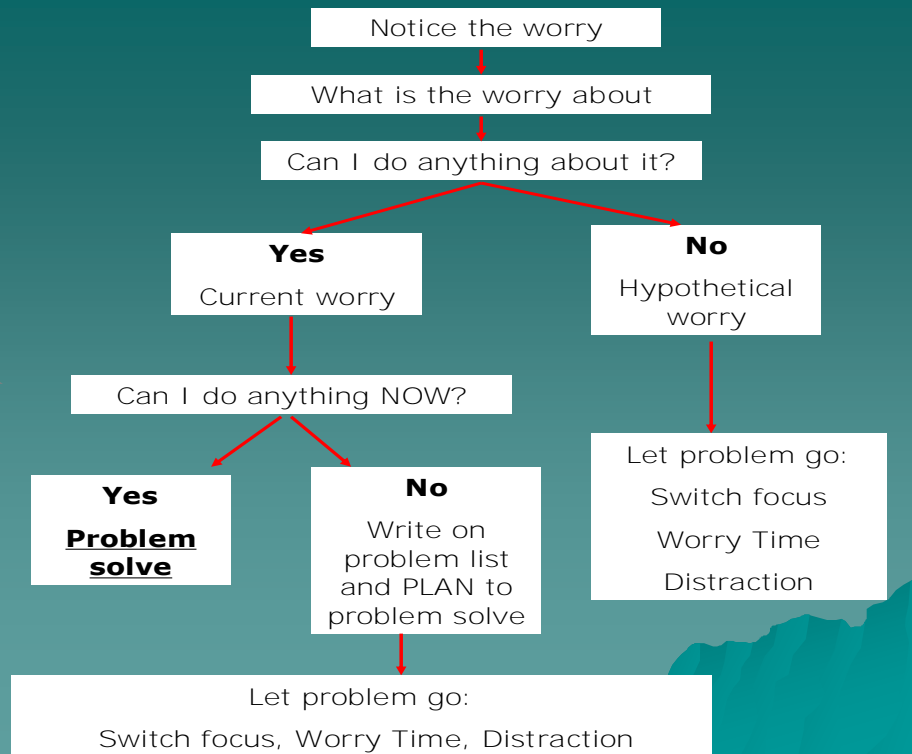 Notice the worry
What is the worry about
Can I do anything about it?
Yes
Current worry
No
Hypothetical
worry
Can I do anything NOW?
Yes
Problem
solve
No
Write on
problem list
and PLAN to
problem solve
Let problem go:
Switch focus
Worry Time
Distraction
Let problem go:
Switch focus, Worry Time, Distraction